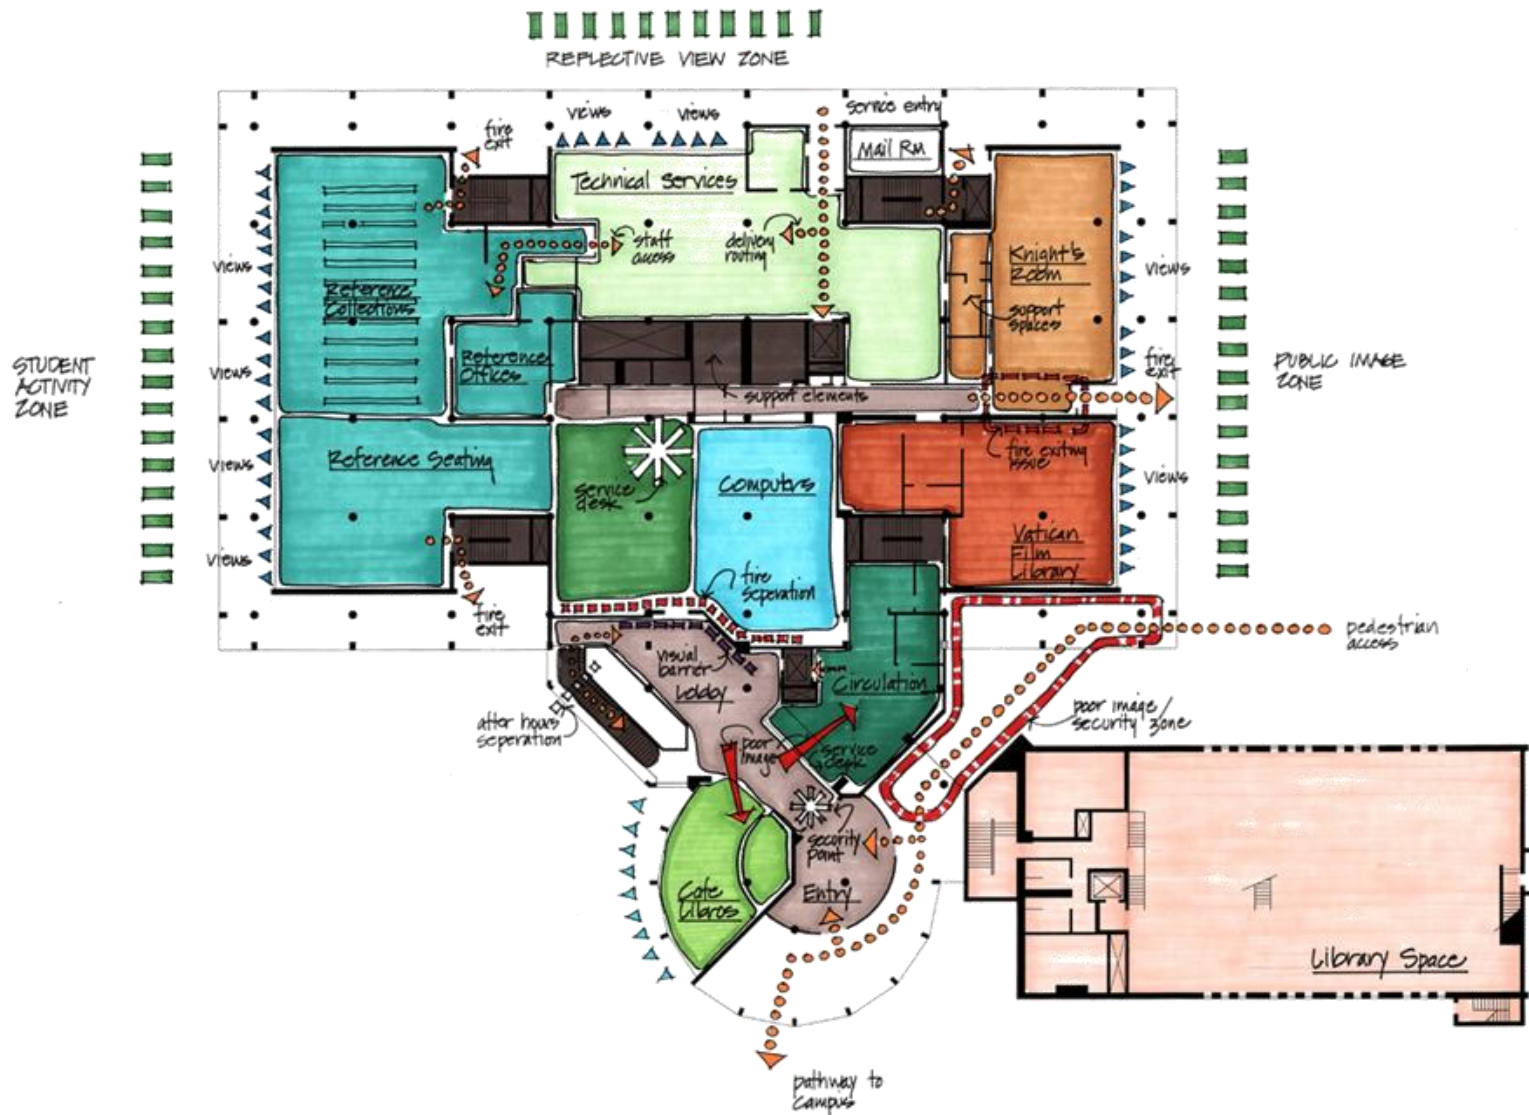 REFLECTIVE VIEW ZONE
views
views
service entry
fire
exit
Mail Rm
Technical Services
staff
access
delivery
routing
Knight's
Room
support
spaces
views
views
Reference
Collections
Reference
Offices
views
fire
exit
STUDENT
ACTIVITY
ZONE
PUBLIC IMAGE
ZONE
support elements
Reference Seating
views
service
desk
Computers
fire exiting
issue
views
Vatican
Film
Library
views
fire
seperation
fire
exit
pedestrian
access
visual
barrier
Lobby
Circulation
after hours
seperation
poor
image
service
desk
poor image/
security zone
security
point
Cafe
Libros
Entry
Library Space
pathway to
campus